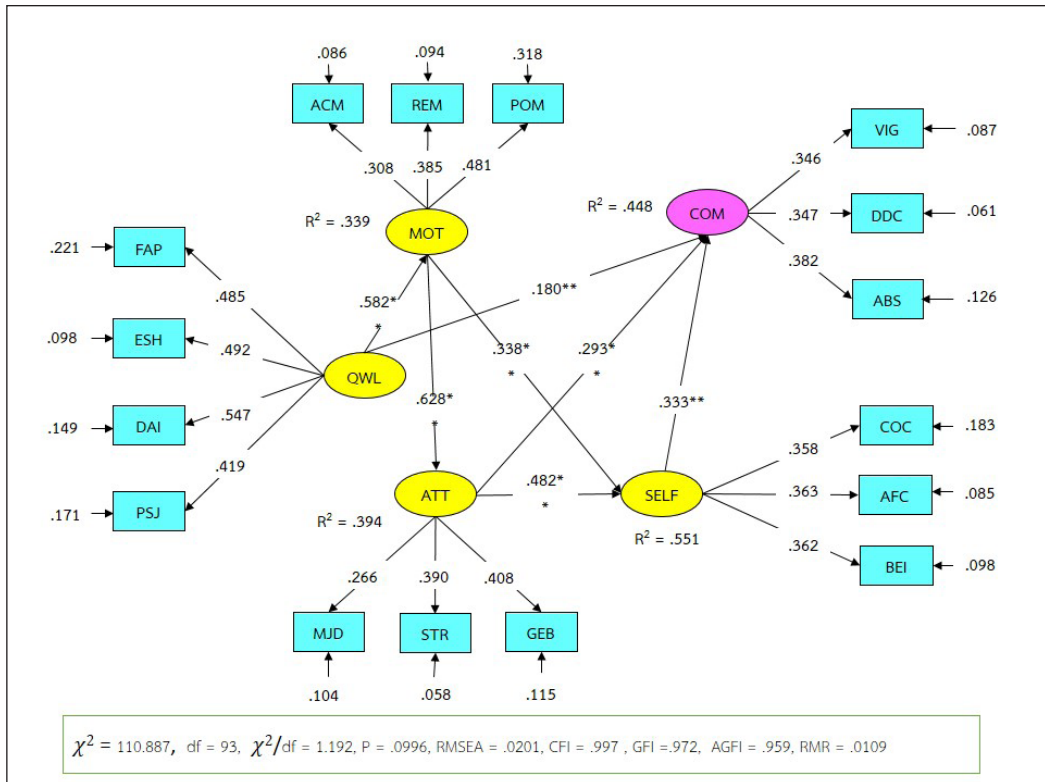 .086
.094
.318
ACM
REM
POM
VIG
.087
.308
.385
.481
.346
R² = .339
MOT
R² = .448
COM
.347
DDC
.061
.221
FAP
.382
ABS
.126
.485
.582*
*
.180**
.098
ESH
.492
QWL
.338*
*
.293*
*
.149
DAI
.547
.628*
*
.333**
COC
.183
.419
.358
.171
PSJ
ATT
.482*
*
SELF
.363
AFC
.085
R² = .394
R² = .551
.362
BEI
.098
.266
.390
.408
MJD
STR
GEB
.104
.058
.115
χ² = 110.887, df = 93, χ²/df = 1.192, P = .0996, RMSEA = .0201, CFI = .997 , GFI =.972, AGFI = .959, RMR = .0109